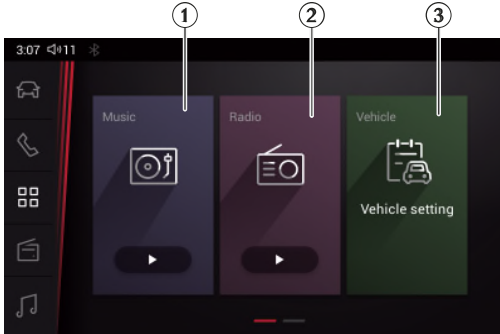 ① ② ③
3:07 11
Music Radio Vehicle
Vehicle setting